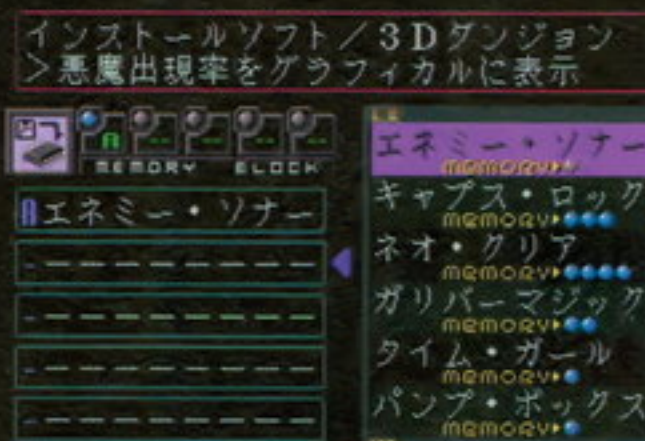 インストールソフト／3Dダンジョン
＞悪魔出現率をグラフィカルに表示
A -- -- -- --
MEMORY BLOCK
Aエネミー・ソナー
- --------
- --------
- --------
- --------
エネミー・ソナー
MEMORY
キャプス・ロック
MEMORY
ネオ・クリア
MEMORY
ガリバーマジック
MEMORY
タイム・ガール
MEMORY
パンプ・ボックス
MEMORY